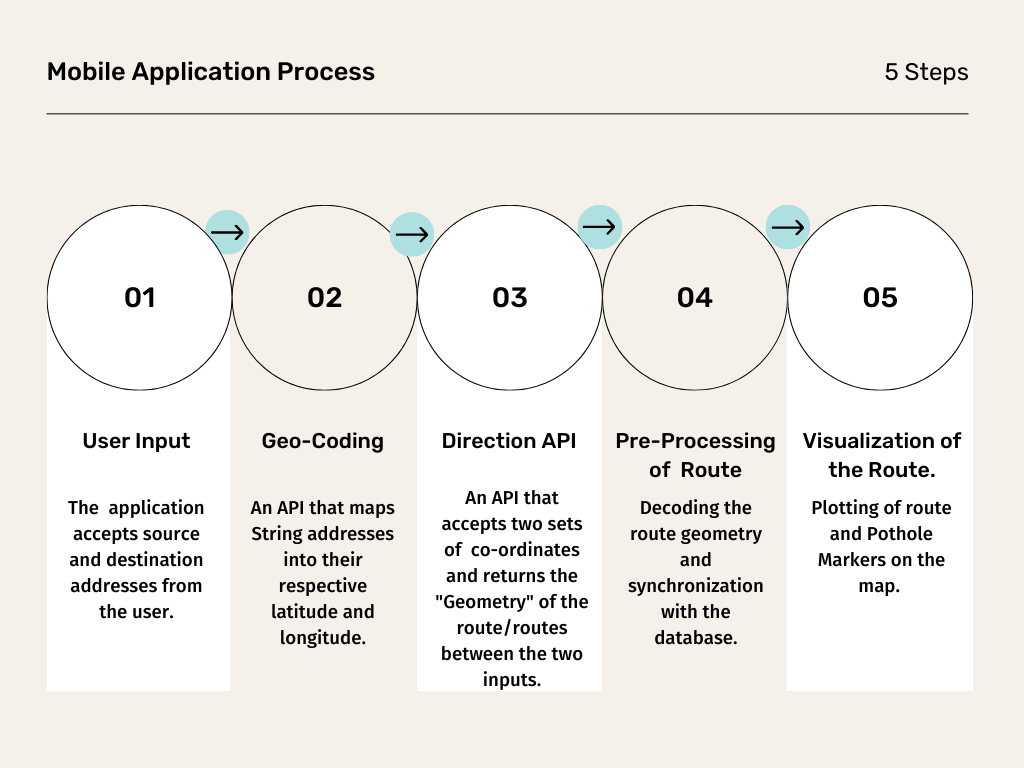 Mobile Application Process
5 Steps
01
02
03
04
05
User Input
The  application
accepts source
and destination
addresses from
the user.
Geo-Coding
An API that maps
String addresses
into their
respective
latitude and
longitude.
Direction API
An API that
accepts two sets
of  co-ordinates
and returns the
"Geometry" of the
route/routes
between the two
inputs.
Pre-Processing
of  Route
Decoding the
route geometry
and
synchronization
with the
database.
Visualization of
the Route.
Plotting of route
and Pothole
Markers on the
map.